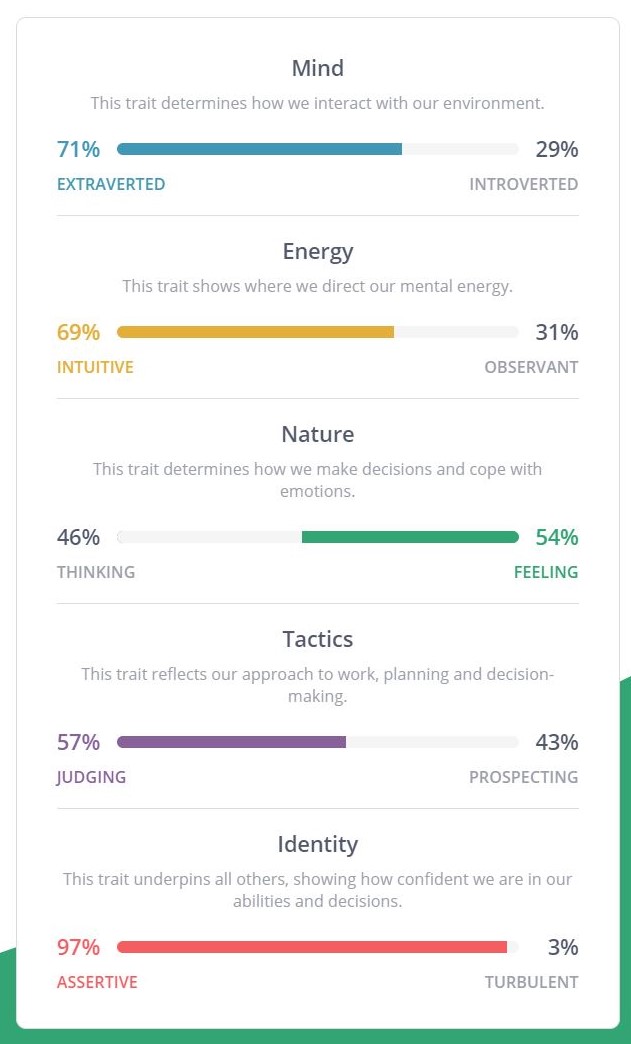 Mind
This trait determines how we interact with our environment.
71% 29%
EXTRAVERTED INTROVERTED
Energy
This trait shows where we direct our mental energy.
69% 31%
INTUITIVE OBSERVANT
Nature
This trait determines how we make decisions and cope with
emotions.
46% 54%
THINKING FEELING
Tactics
This trait reflects our approach to work, planning and decision-
making.
57% 43%
JUDGING PROSPECTING
Identity
This trait underpins all others, showing how confident we are in our
abilities and decisions.
97% 3%
ASSERTIVE TURBULENT